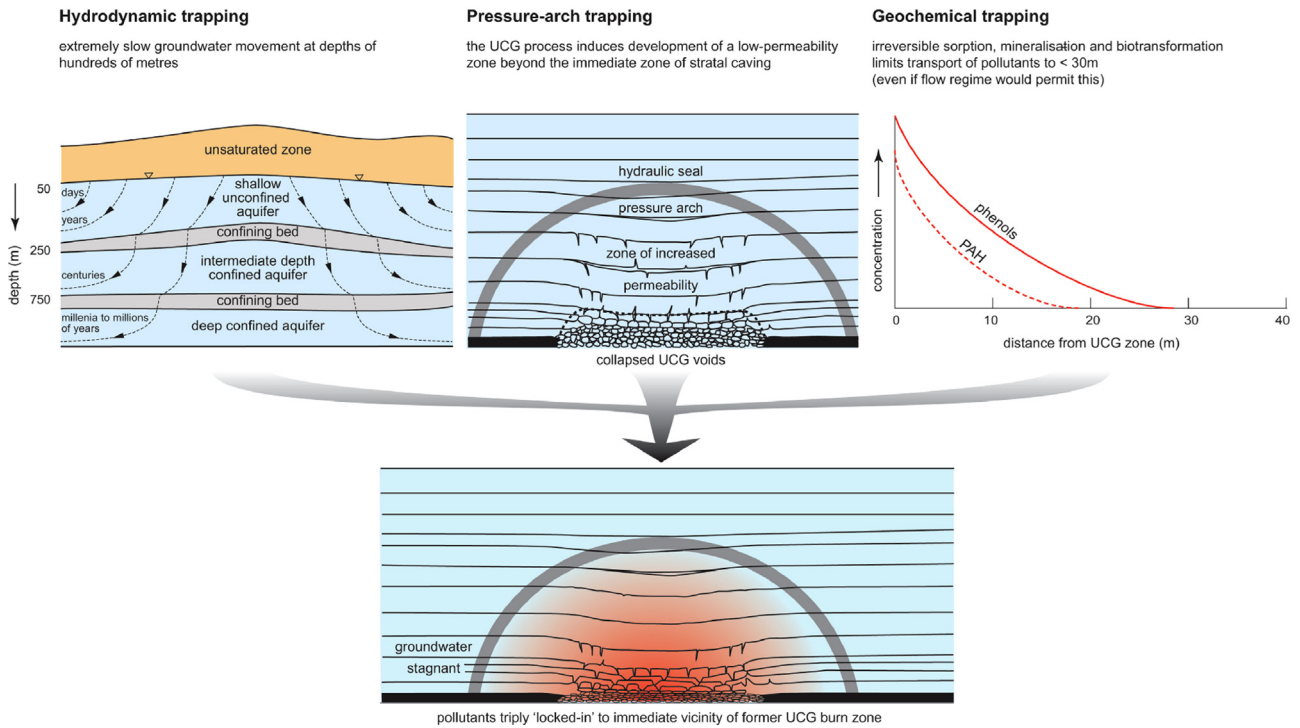 Hydrodynamic trapping
extremely slow groundwater movement at depths of
hundreds of metres
Pressure-arch trapping
the UCG process induces development of a low-permeability
zone beyond the immediate zone of stratal caving
Geochemical trapping
irreversible sorption, mineralisation and biotransformation
limits transport of pollutants to < 30m
(even if flow regime would permit this)
depth (m)
50
250
750
unsaturated zone
days
years
shallow
unconfined
aquifer
confining bed
centuries
intermediate depth
confined aquifer
confining bed
millenia to millions
of years
deep confined aquifer
hydraulic seal
pressure arch
zone of increased
permeability
collapsed UCG voids
concentration
phenols
PAH
0
10
20
30
40
distance from UCG zone (m)
groundwater
stagnant
pollutants triply ‘locked-in’ to immediate vicinity of former UCG burn zone